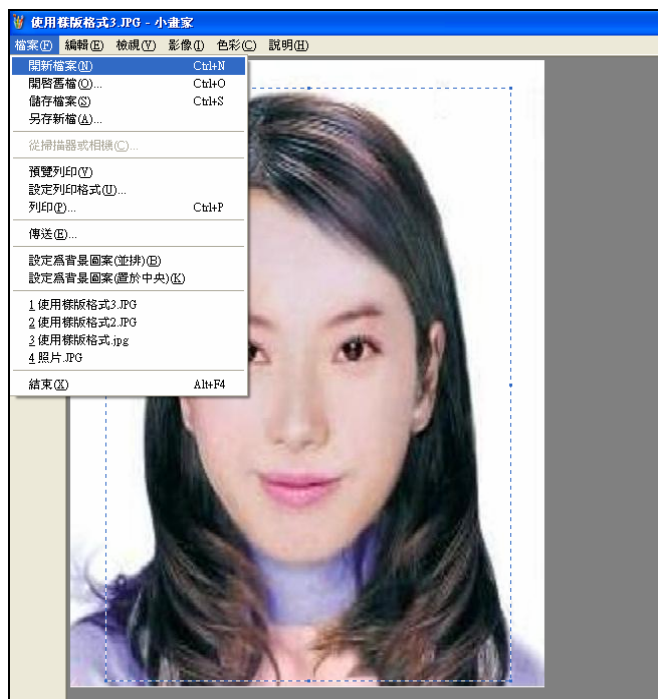 使用樣版格式3.JPG - 小畫家
檔案(F) 編輯(E) 檢視(V) 影像(I) 色彩(C) 說明(H)
開新檔案(N) Ctrl+N
開啓舊檔(O)... Ctrl+O
儲存檔案(S) Ctrl+S
另存新檔(A)...
從掃描器或相機(C)...
預覽列印(V)
設定列印格式(U)...
列印(P)... Ctrl+P
傳送(E)...
設定爲背景圖案(並排)(B)
設定爲背景圖案(置於中央)(K)
1 使用樣版格式3.JPG
2 使用樣版格式2.JPG
3 使用樣版格式.jpg
4 照片.JPG
結束(X) Alt+F4